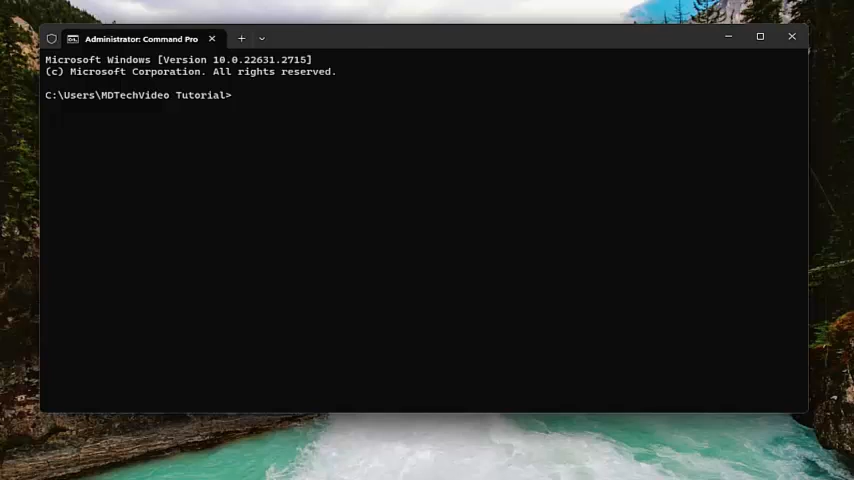 Administrator: Command Pro
Microsoft Windows [Version 10.0.22631.2715]
(c) Microsoft Corporation. All rights reserved.
C:\Users\MDTechVideo Tutorial>